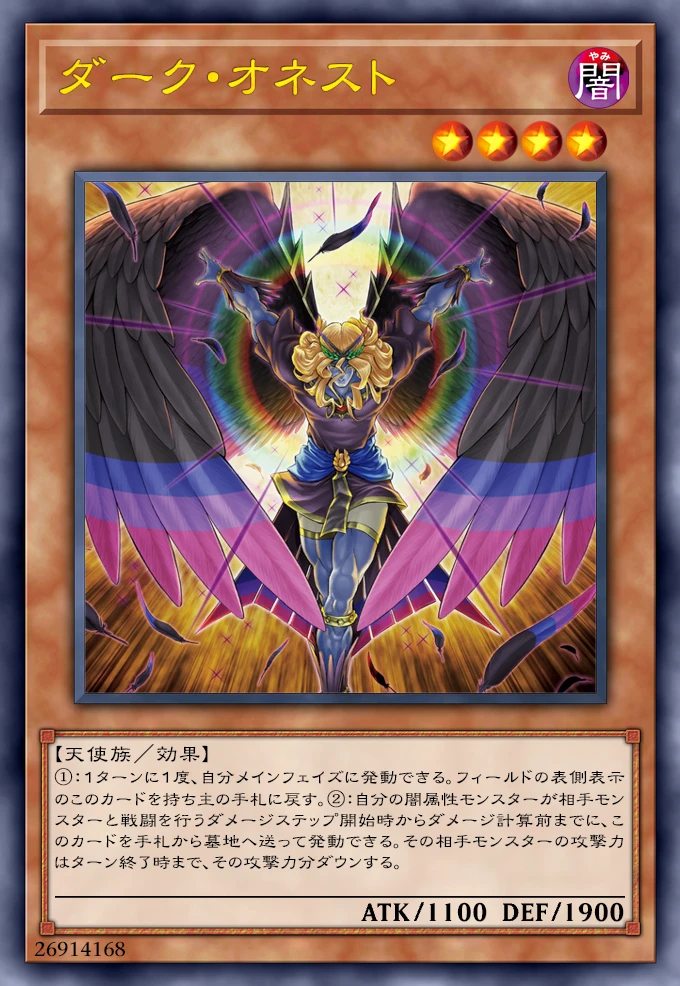 ダーク・オネスト
やみ
闇
【天使族／効果】
①：１ターンに１度、自分メインフェイズに発動できる。フィールドの表側表示
のこのカードを持ち主の手札に戻す。②：自分の闇属性モンスターが相手モン
スターと戦闘を行うダメージステップ開始時からダメージ計算前までに、こ
のカードを手札から墓地へ送って発動できる。その相手モンスターの攻撃力
はターン終了時まで、その攻撃力分ダウンする。
ATK/1100 DEF/1900
26914168